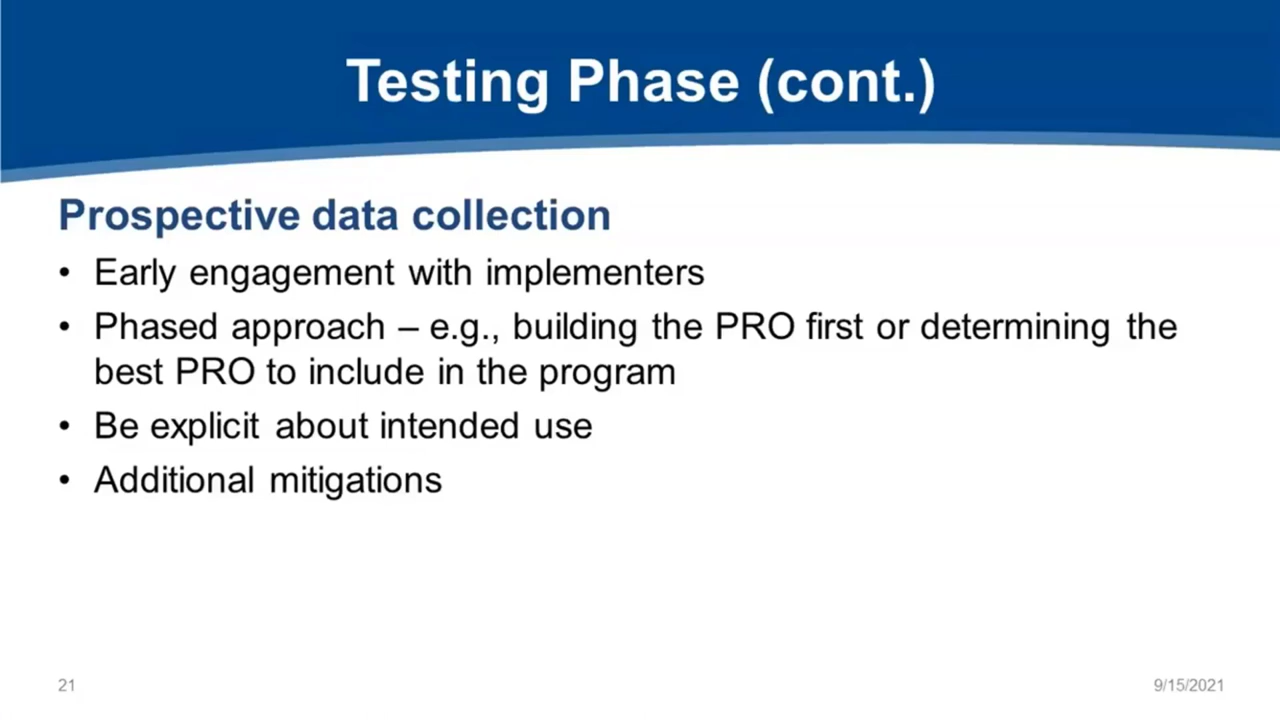 Testing Phase (cont.)
Prospective data collection
• Early engagement with implementers
• Phased approach – e.g., building the PRO first or determining the
best PRO to include in the program
• Be explicit about intended use
• Additional mitigations
21
9/15/2021